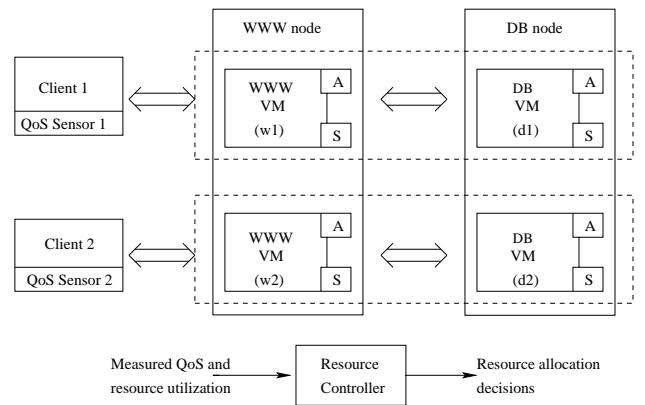 WWW node
DB node
Client 1
QoS Sensor 1
WWW
VM
(w1)
A
S
DB
VM
(d1)
A
S
Client 2
QoS Sensor 2
WWW
VM
(w2)
A
S
DB
VM
(d2)
A
S
Measured QoS and
resource utilization
Resource
Controller
Resource allocation
decisions